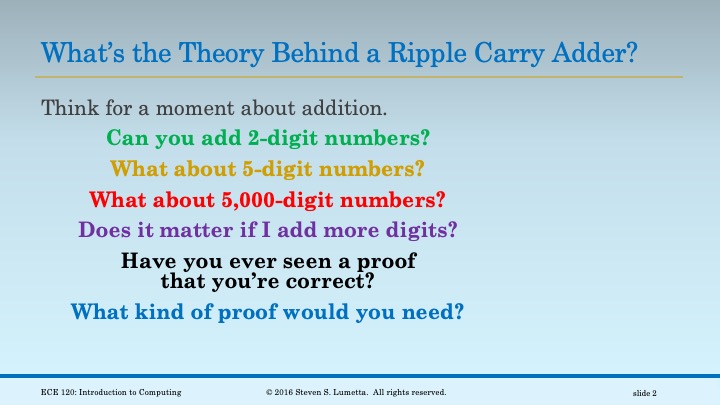 What’s the Theory Behind a Ripple Carry Adder?
Think for a moment about addition.
Can you add 2-digit numbers?
What about 5-digit numbers?
What about 5,000-digit numbers?
Does it matter if I add more digits?
Have you ever seen a proof
that you’re correct?
What kind of proof would you need?
ECE 120: Introduction to Computing © 2016 Steven S. Lumetta. All rights reserved. slide 2